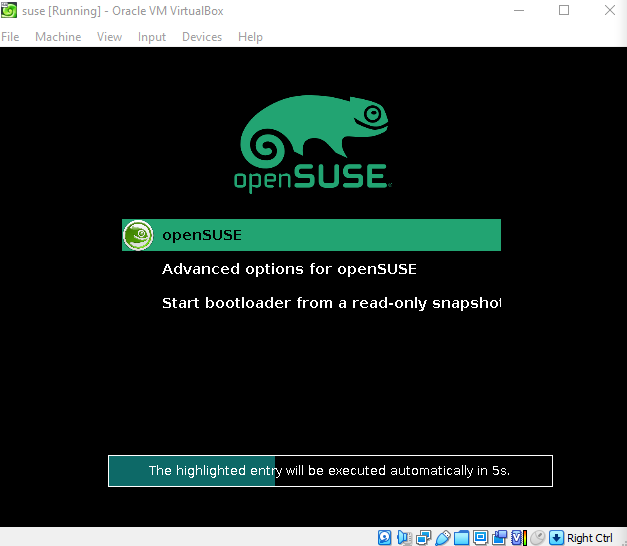 suse [Running] - Oracle VM VirtualBox
File Machine View Input Devices Help
openSUSE
openSUSE
Advanced options for openSUSE
Start bootloader from a read-only snapshot
The highlighted entry will be executed automatically in 5s.
Right Ctrl